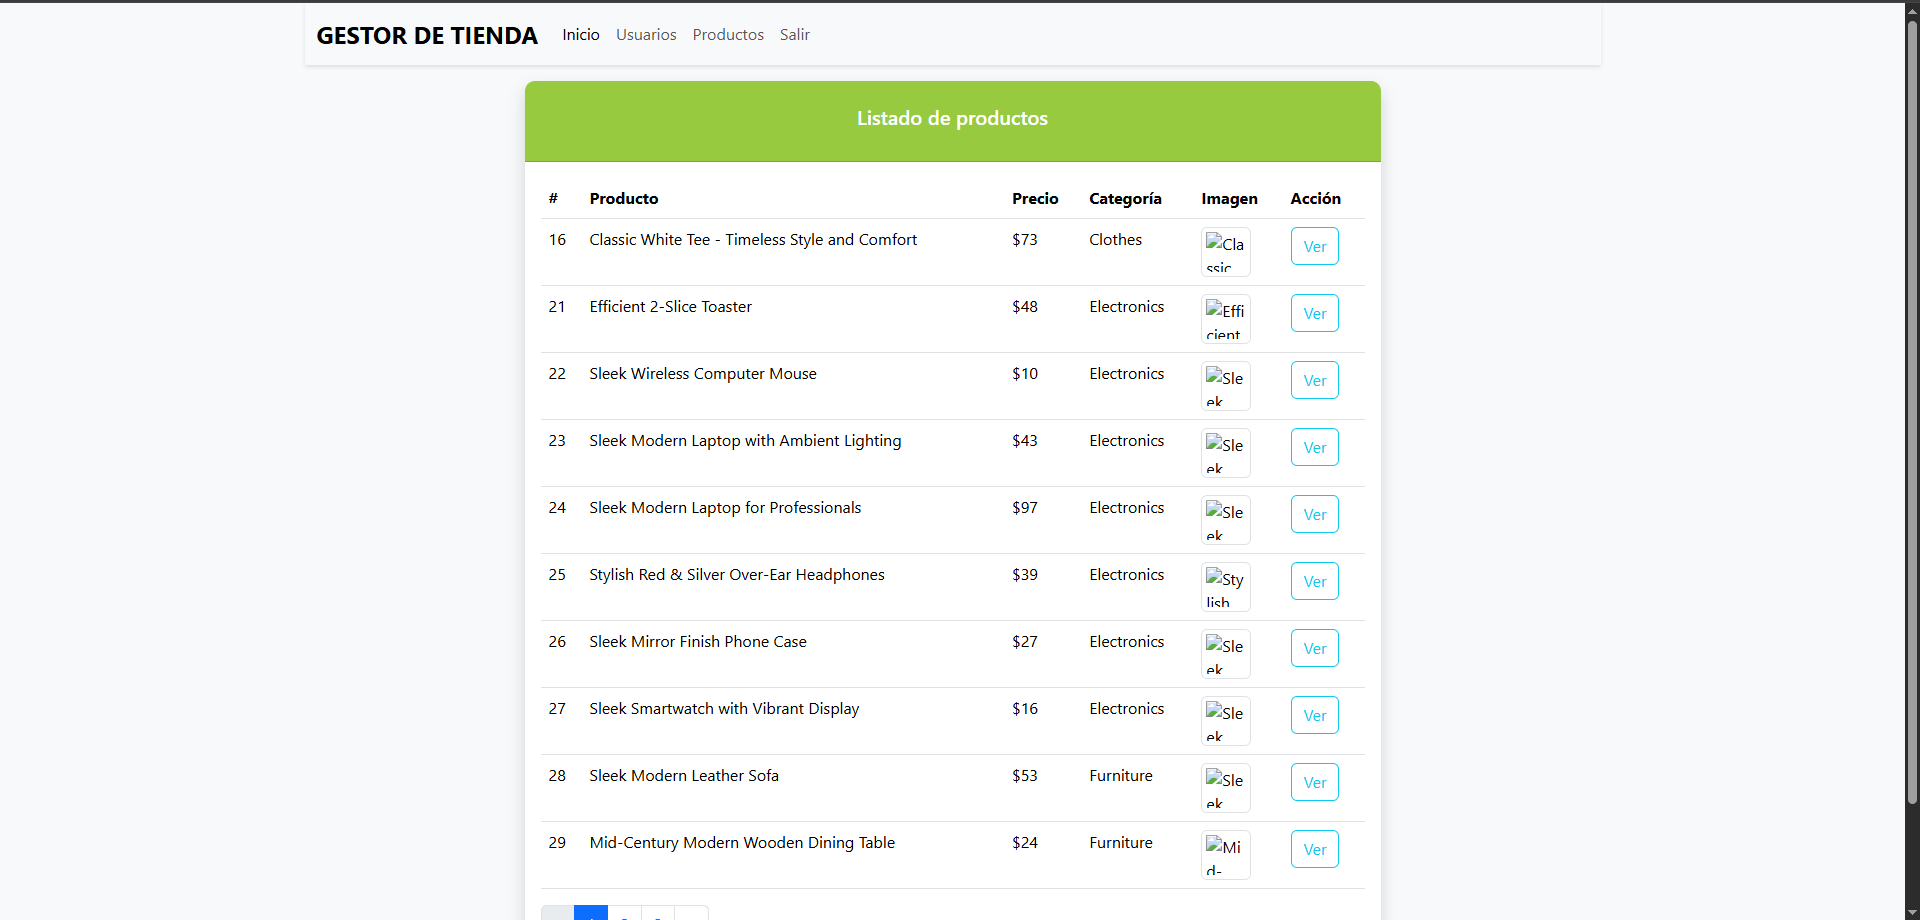 GESTOR DE TIENDA Inicio Usuarios Productos Salir
Listado de productos
# Producto Precio Categoría Imagen Acción
16 Classic White Tee - Timeless Style and Comfort $73 Clothes Cla Ver
ssic
21 Efficient 2-Slice Toaster $48 Electronics Effi Ver
cient
22 Sleek Wireless Computer Mouse $10 Electronics Sle Ver
ek
23 Sleek Modern Laptop with Ambient Lighting $43 Electronics Sle Ver
ek
24 Sleek Modern Laptop for Professionals $97 Electronics Sle Ver
ek
25 Stylish Red & Silver Over-Ear Headphones $39 Electronics Sty Ver
lish
26 Sleek Mirror Finish Phone Case $27 Electronics Sle Ver
ek
27 Sleek Smartwatch with Vibrant Display $16 Electronics Sle Ver
ek
28 Sleek Modern Leather Sofa $53 Furniture Sle Ver
ek
29 Mid-Century Modern Wooden Dining Table $24 Furniture Mi Ver
d-